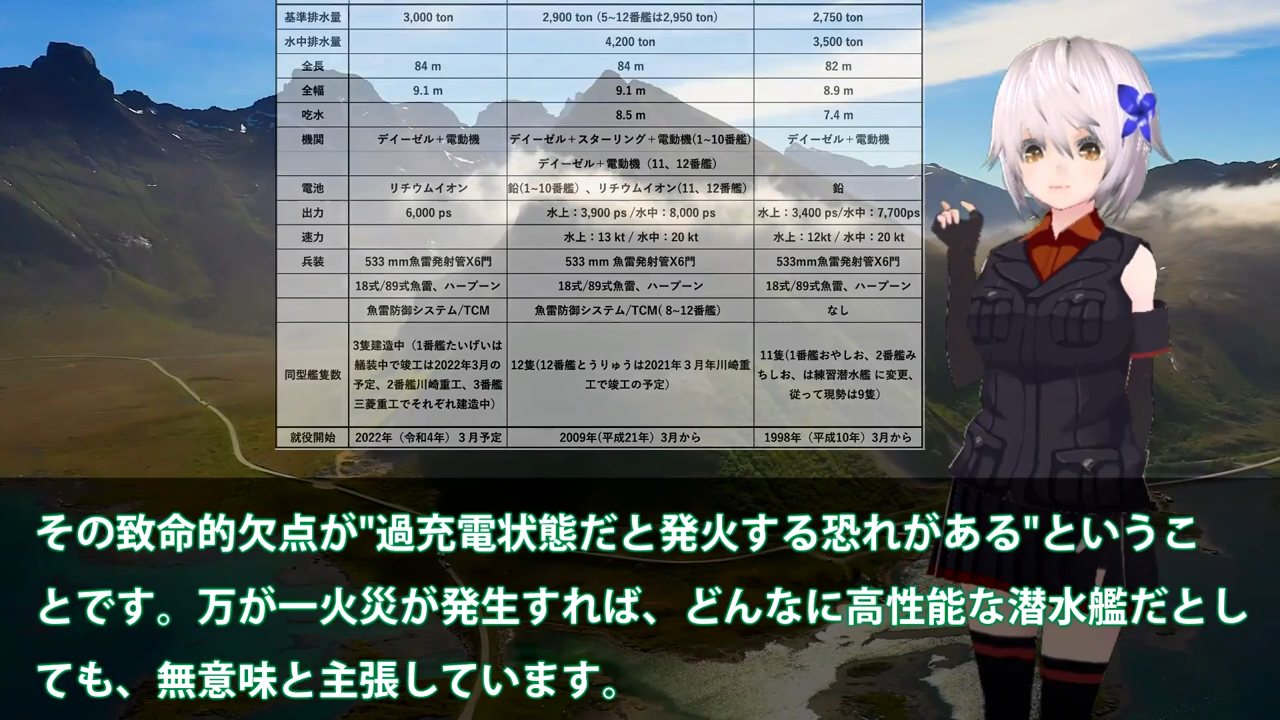 基準排水量 3,000 ton 2,900 ton（5~12番艦は2,950 ton） 2,750 ton
水中排水量 4,200 ton 3,500 ton
全長 84 m 84 m 82 m
全幅 9.1 m 9.1 m 8.9 m
吃水 8.5 m 7.4 m
機関 デイーゼル＋電動機 デイーゼル＋スターリング＋電動機(1~10番艦) デイーゼル＋電動機
デイーゼル＋電動機（11、12番艦）
電池 リチウムイオン 鉛(1~10番艦）、リチウムイオン(11、12番艦) 鉛
出力 6,000 ps 水上：3,900 ps /水中：8,000 ps 水上：3,400 ps/水中：7,700ps
速力 水上：13 kt / 水中：20 kt 水上：12kt / 水中：20 kt
兵装 533 mm魚雷発射管X6門 533 mm 魚雷発射管X6門 533mm魚雷発射管X6門
18式/89式魚雷、ハープーン 18式/89式魚雷、ハープーン 18式/89式魚雷、ハープーン
魚雷防御システム/TCM 魚雷防御システム/TCM( 8~12番艦） なし
同型艦隻数
3隻建造中（1番艦たいげいは
艤装中で竣工は2022年3月の
予定、2番艦川崎重工、3番艦
三菱重工でそれぞれ建造中）
12隻(12番艦とうりゅうは2021年３月年川崎重
工で竣工の予定）
11隻(1番艦おやしお、2番艦み
ちしお、は練習潜水艦 に変更、
従って現勢は9隻）
就役開始 2022年（令和4年）３月予定 2009年(平成21年）3月から 1998年（平成10年）3月から
その致命的欠点が"過充電状態だと発火する恐れがある"というこ
とです。万が一火災が発生すれば、どんなに高性能な潜水艦だとし
ても、無意味と主張しています。